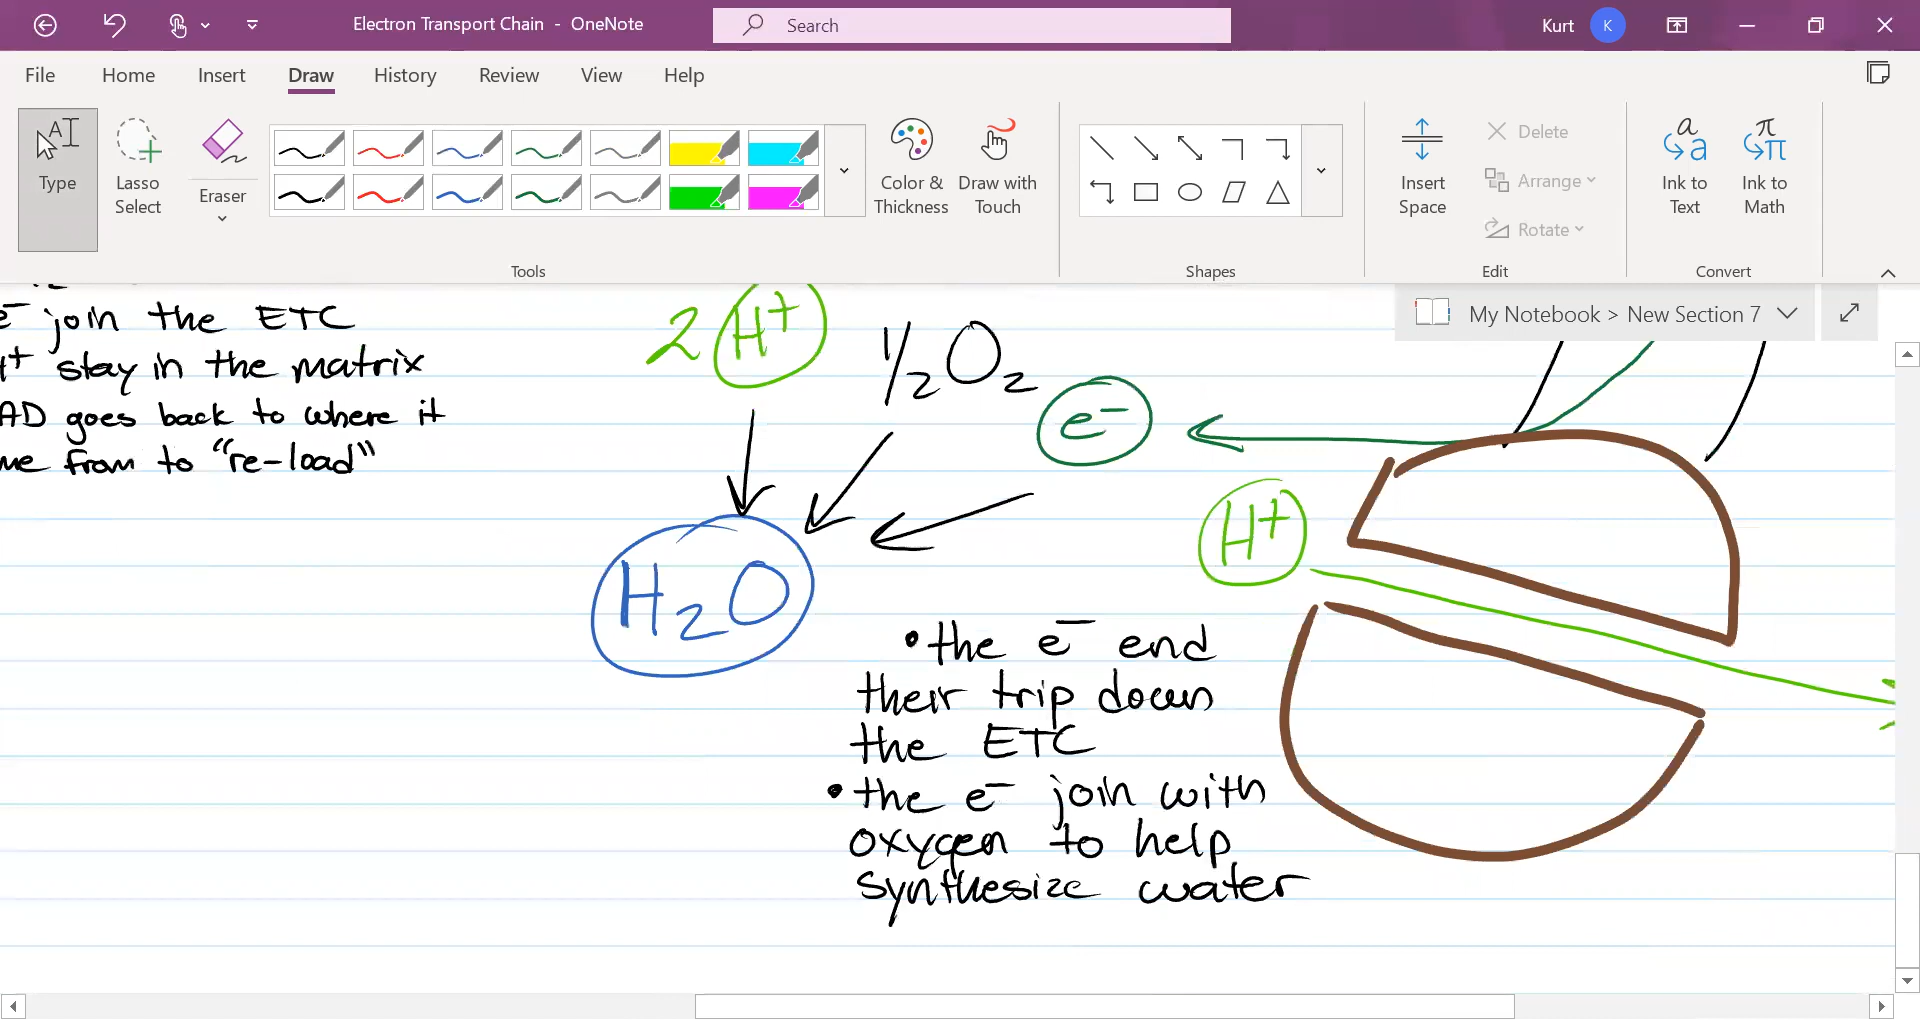 Electron Transport Chain - OneNote
Search
Kurt
K
File
Home
Insert
Draw
History
Review
View
Help
Type
Lasso Select
Eraser
Color & Thickness
Draw with Touch
Insert Space
Delete
Arrange
Rotate
Ink to Text
Ink to Math
Tools
Shapes
Edit
Convert
My Notebook > New Section 7
e⁻ join the ETC
H⁺ stay in the matrix
AD goes back to where it
me from to "re-load"
2 H⁺
1/2 O₂
e⁻
H⁺
H₂O
•the e⁻ end
their trip down
the ETC
•the e⁻ join with
oxygen to help
synthesize water